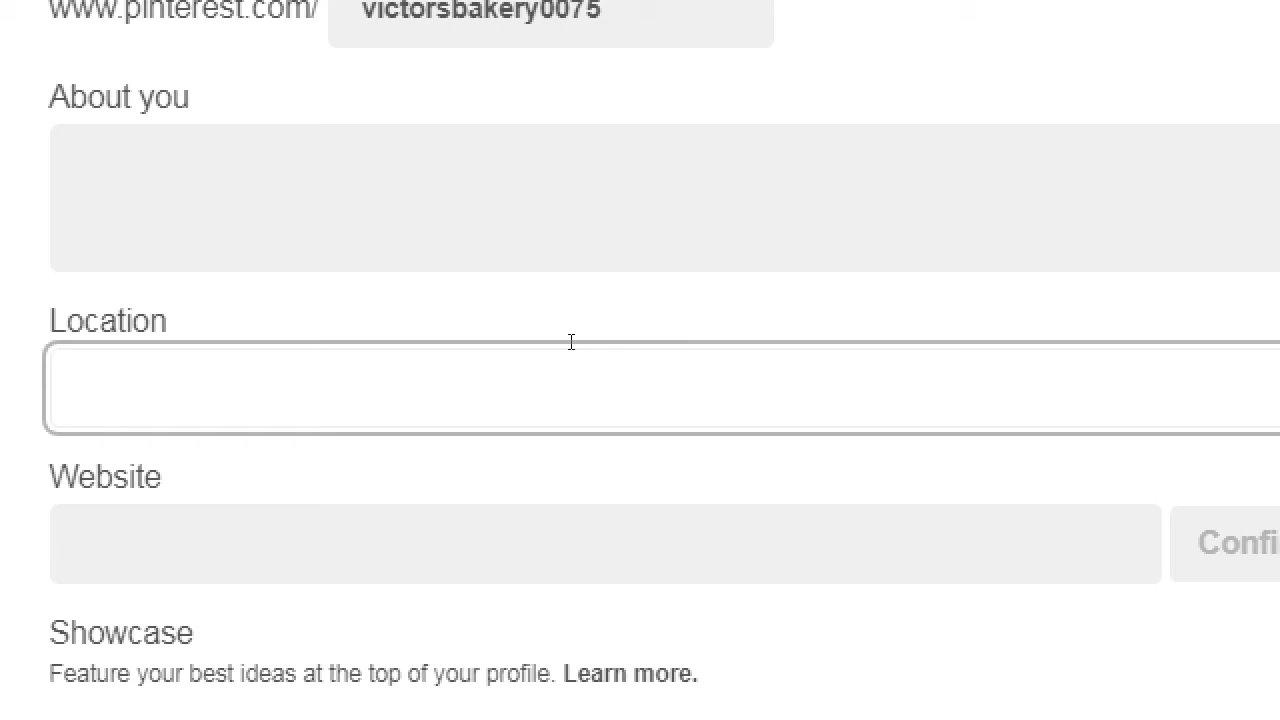 www.pinterest.com/ victorsbakery0075
About you
Location
Website
Confi
Showcase
Feature your best ideas at the top of your profile. Learn more.